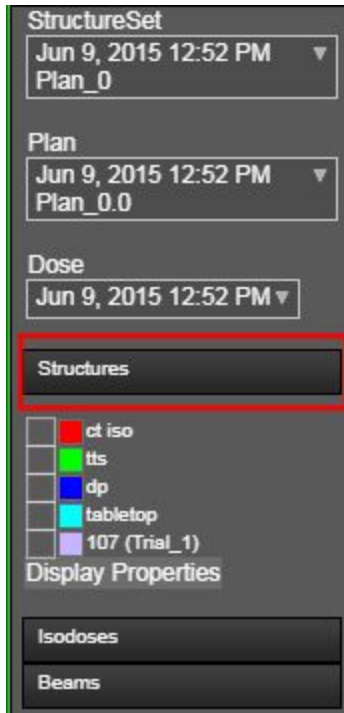 StructureSet
Jun 9, 2015 12:52 PM
Plan_0
Plan
Jun 9, 2015 12:52 PM
Plan_0.0
Dose
Jun 9, 2015 12:52 PM
Structures
ct iso
tts
dp
tabletop
107 (Trial_1)
Display Properties
Isodoses
Beams